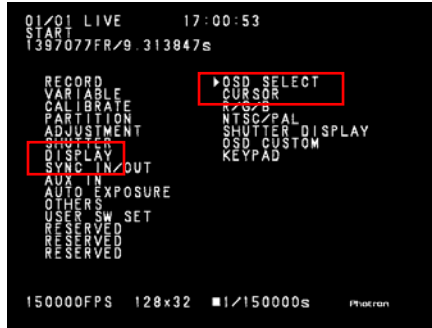 01/01 LIVE 17:00:53
START
1397077FR/9.313847s
RECORD
VARIABLE
CALIBRATE
PARTITION
ADJUSTMENT
SHUTTER
DISPLAY
SYNC IN/OUT
AUX IN
AUTO EXPOSURE
OTHERS
USER SW SET
RESERVED
RESERVED
RESERVED
▶OSD SELECT
CURSOR
R/G/B
NTSC/PAL
SHUTTER DISPLAY
OSD CUSTOM
KEYPAD
150000FPS 128x32 ■1/150000s Photron